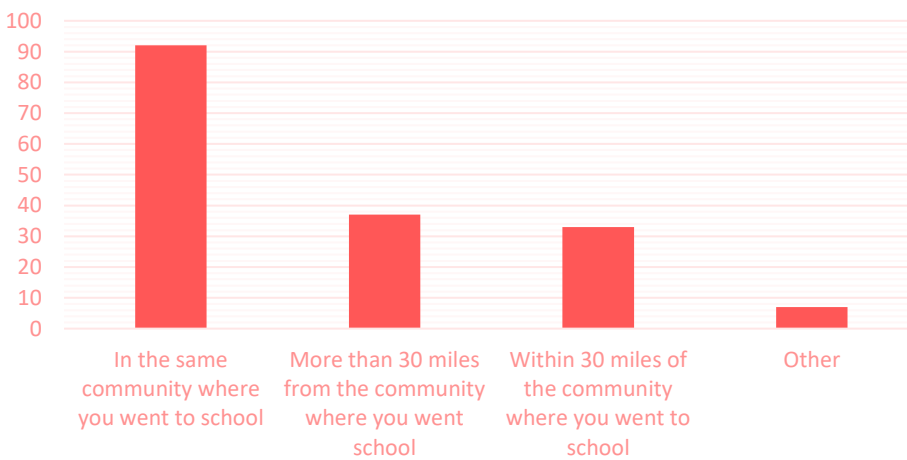 100
90
80
70
60
50
40
30
20
10
0
In the same
community where
you went to school
More than 30 miles
from the community
where you went
school
Within 30 miles of
the community
where you went to
school
Other